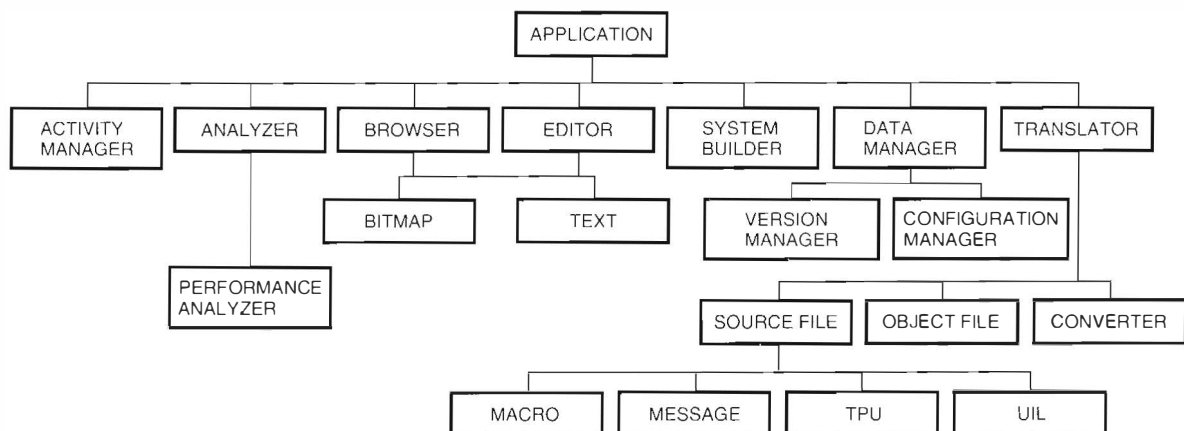 APPLICATION
ACTIVITY
MANAGER
ANALYZER
BROWSER
EDITOR
SYSTEM
BUILDER
DATA
MANAGER
TRANSLATOR
BITMAP
TEXT
VERSION
MANAGER
CONFIGURATION
MANAGER
PERFORMANCE
ANALYZER
SOURCE FILE
OBJECT FILE
CONVERTER
MACRO
MESSAGE
TPU
UIL